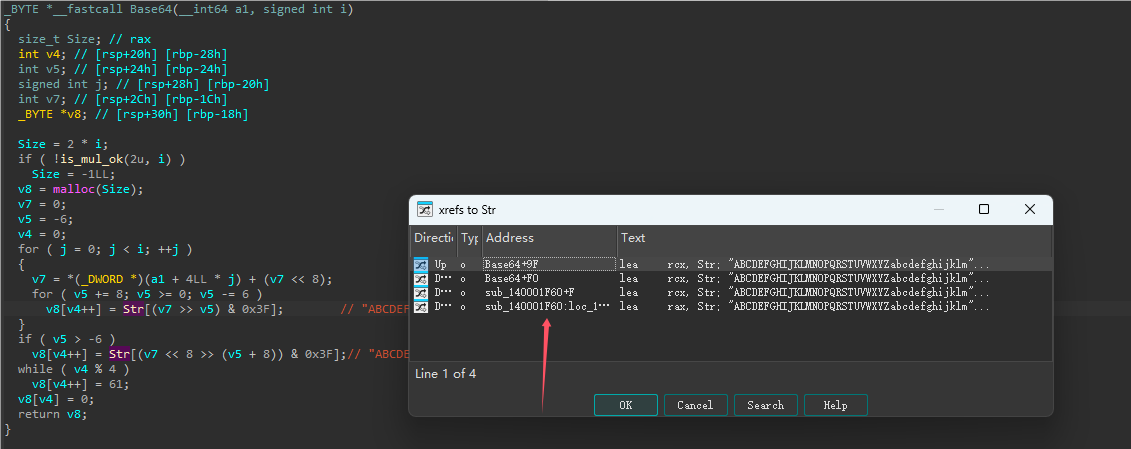 _BYTE *__fastcall Base64(__int64 a1, signed int i)
{
size_t Size; // rax
int v4; // [rsp+20h] [rbp-28h]
int v5; // [rsp+24h] [rbp-24h]
signed int j; // [rsp+28h] [rbp-20h]
int v7; // [rsp+2Ch] [rbp-1Ch]
_BYTE *v8; // [rsp+30h] [rbp-18h]
Size = 2 * i;
if ( !is_mul_ok(2u, i) )
Size = -1LL;
v8 = malloc(Size);
v7 = 0;
v5 = -6;
v4 = 0;
for ( j = 0; j < i; ++j )
{
v7 = *(_DWORD *)(a1 + 4LL * j) + (v7 << 8);
for ( v5 += 8; v5 >= 0; v5 -= 6 )
v8[v4++] = Str[(v7 >> v5) & 0x3F]; // "ABCDEF
}
if ( v5 > -6 )
v8[v4++] = Str[(v7 << 8 >> (v5 + 8)) & 0x3F];// "ABCDE
while ( v4 % 4 )
v8[v4++] = 61;
v8[v4] = 0;
return v8;
}
xrefs to Str
Directi Typ Address Text
Up o Base64+9F lea rcx, Str; "ABCDEFGHIJKLMNOPQRSTUVWXYZabcdefghijklm"...
D··· o Base64+F0 lea rcx, Str; "ABCDEFGHIJKLMNOPQRSTUVWXYZabcdefghijklm"...
D··· o sub_140001F60+F lea rcx, Str; "ABCDEFGHIJKLMNOPQRSTUVWXYZabcdefghijklm"...
D··· o sub_140001F60:loc_1··· lea rax, Str; "ABCDEFGHIJKLMNOPQRSTUVWXYZabcdefghijklm"...
Line 1 of 4
OK Cancel Search Help